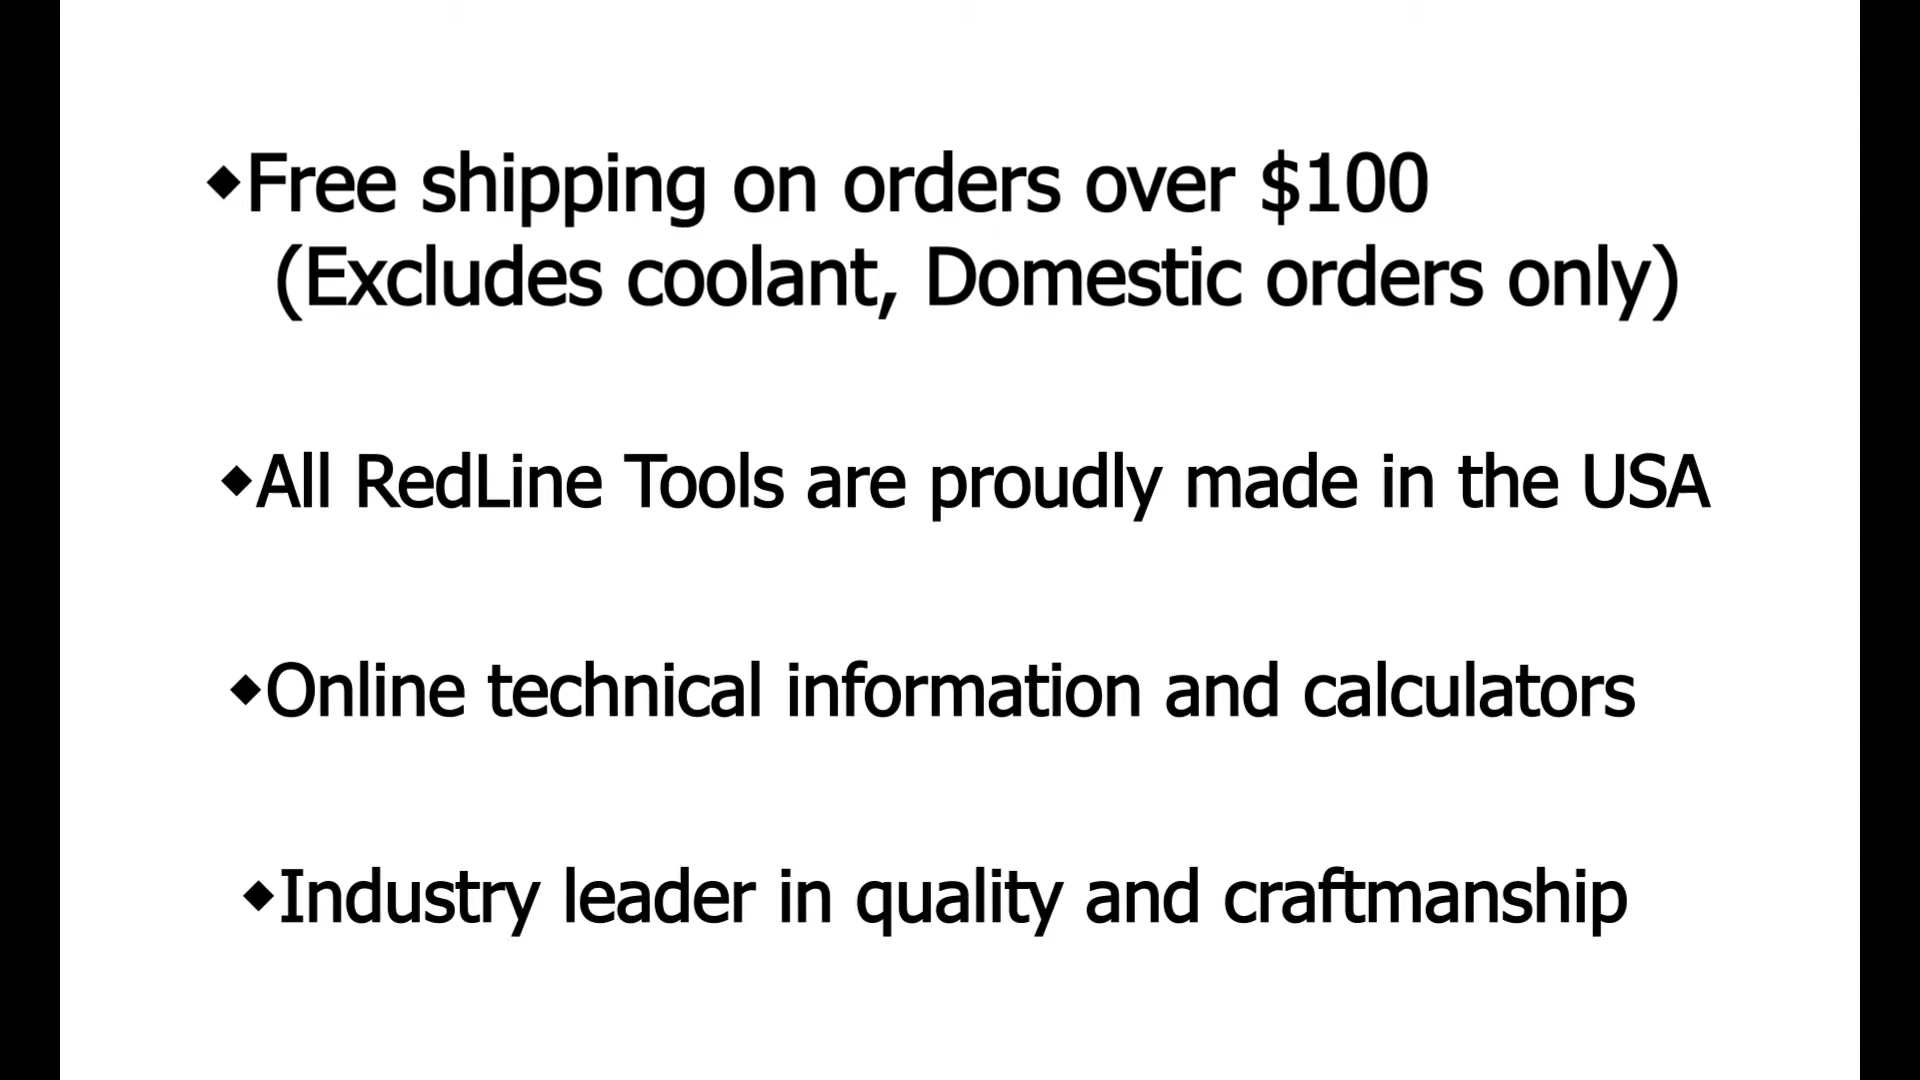 ◆Free shipping on orders over $100
(Excludes coolant, Domestic orders only)
◆All RedLine Tools are proudly made in the USA
◆Online technical information and calculators
◆Industry leader in quality and craftmanship